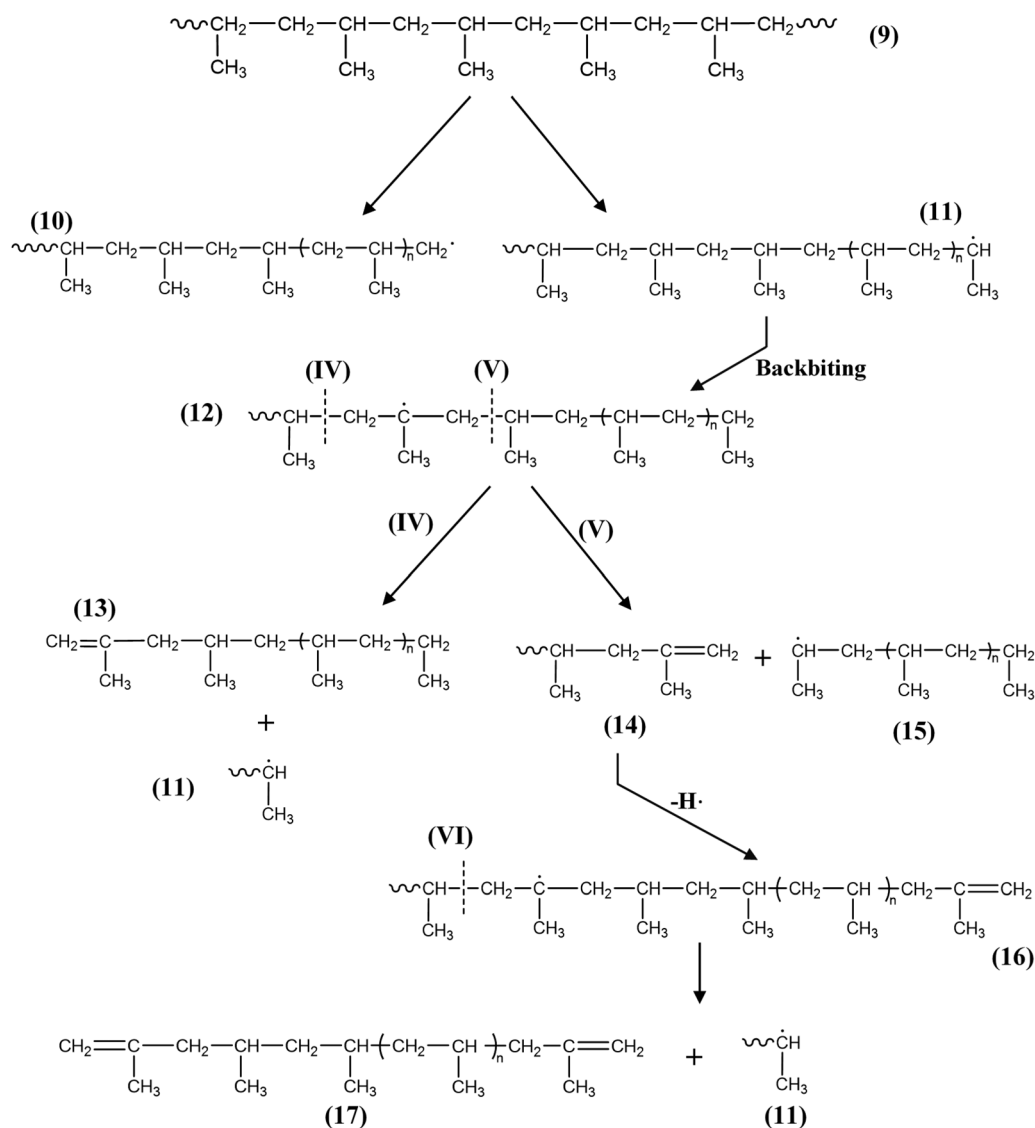 CH2 CH2 CH CH2 CH CH2 CH CH2 CH CH2 (9)
CH3 CH3 CH3 CH3 CH3
(10) (11)
CH CH2 CH CH2 CH ( CH2 CH )n CH2· CH CH2 CH CH2 CH CH2 ( CH CH2 )n ĊH
CH3 CH3 CH3 CH3 CH3 CH3 CH3 CH3 CH3
Backbiting
(IV) (V)
(12) CH CH2 Ċ CH2 CH CH2 ( CH CH2 )n CH2
CH3 CH3 CH3 CH3 CH3
(IV) (V)
(13)
CH2=C CH2 CH CH2 ( CH CH2 )n CH2 CH CH2 C=CH2 + ĊH CH2 ( CH CH2 )n CH2
CH3 CH3 CH3 CH3 CH3 CH3 CH3 CH3 CH3
(14) (15)
+
(11) ĊH
CH3
-H·
(VI)
CH CH2 Ċ CH2 CH CH2 CH ( CH2 CH )n CH2 C=CH2
CH3 CH3 CH3 CH3 CH3 CH3
(16)
CH2=C CH2 CH CH2 CH ( CH2 CH )n CH2 C=CH2 + ĊH
CH3 CH3 CH3 CH3 CH3 CH3
(17) (11)